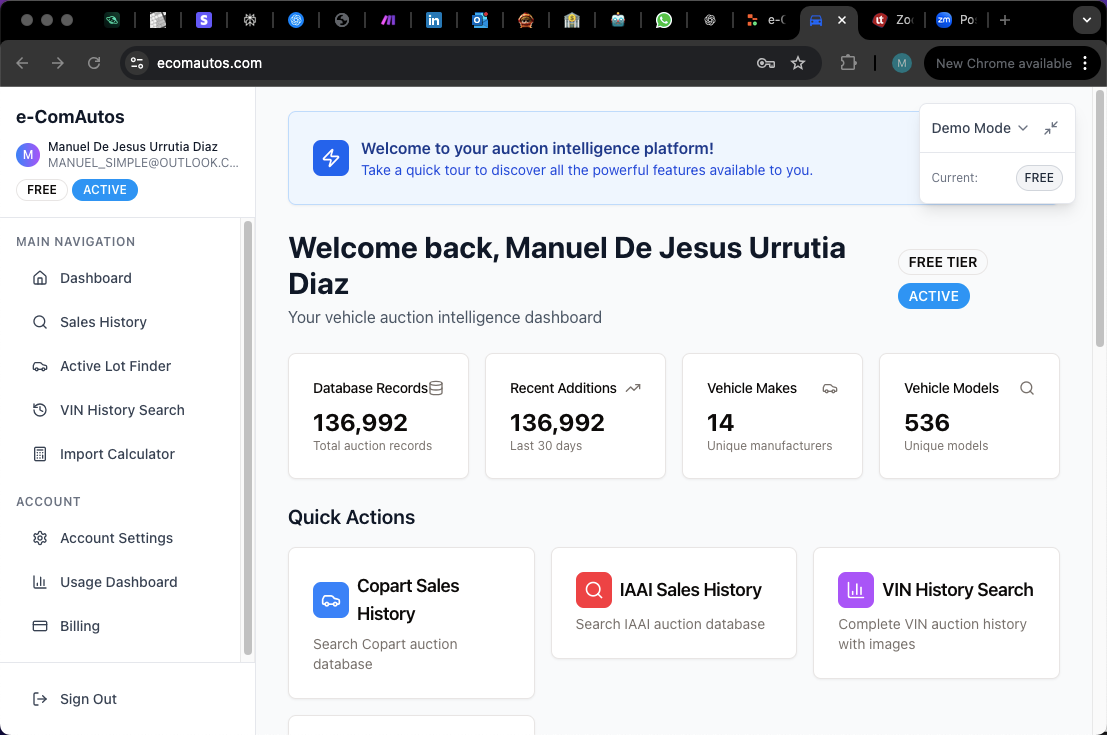 e-C
Zo
zm
Po
ecomautos.com
M
New Chrome available
e-ComAutos
M
Manuel De Jesus Urrutia Diaz
MANUEL_SIMPLE@OUTLOOK.C...
FREE
ACTIVE
MAIN NAVIGATION
Dashboard
Sales History
Active Lot Finder
VIN History Search
Import Calculator
ACCOUNT
Account Settings
Usage Dashboard
Billing
Sign Out
Welcome to your auction intelligence platform!
Take a quick tour to discover all the powerful features available to you.
Demo Mode
Current:
FREE
Welcome back, Manuel De Jesus Urrutia
Diaz
Your vehicle auction intelligence dashboard
FREE TIER
ACTIVE
Database Records
136,992
Total auction records
Recent Additions
136,992
Last 30 days
Vehicle Makes
14
Unique manufacturers
Vehicle Models
536
Unique models
Quick Actions
Copart Sales
History
Search Copart auction
database
IAAI Sales History
Search IAAI auction database
VIN History Search
Complete VIN auction history
with images